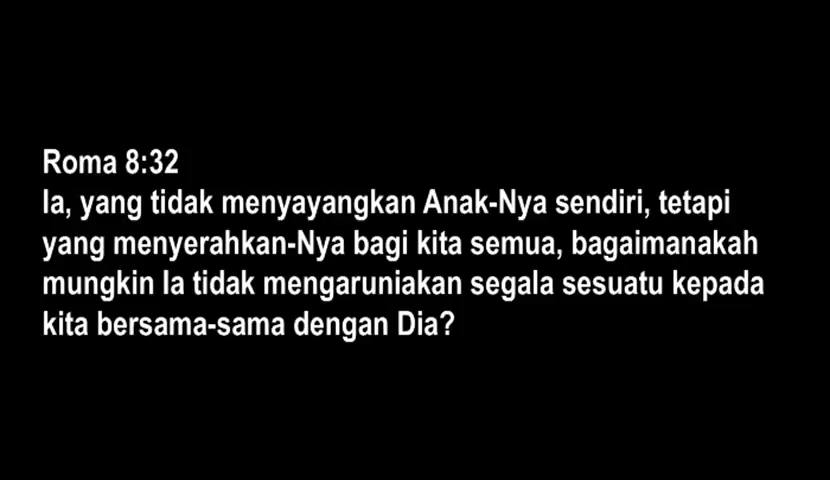 Roma 8:32
Ia, yang tidak menyayangkan Anak-Nya sendiri, tetapi
yang menyerahkan-Nya bagi kita semua, bagaimanakah
mungkin Ia tidak mengaruniakan segala sesuatu kepada
kita bersama-sama dengan Dia?